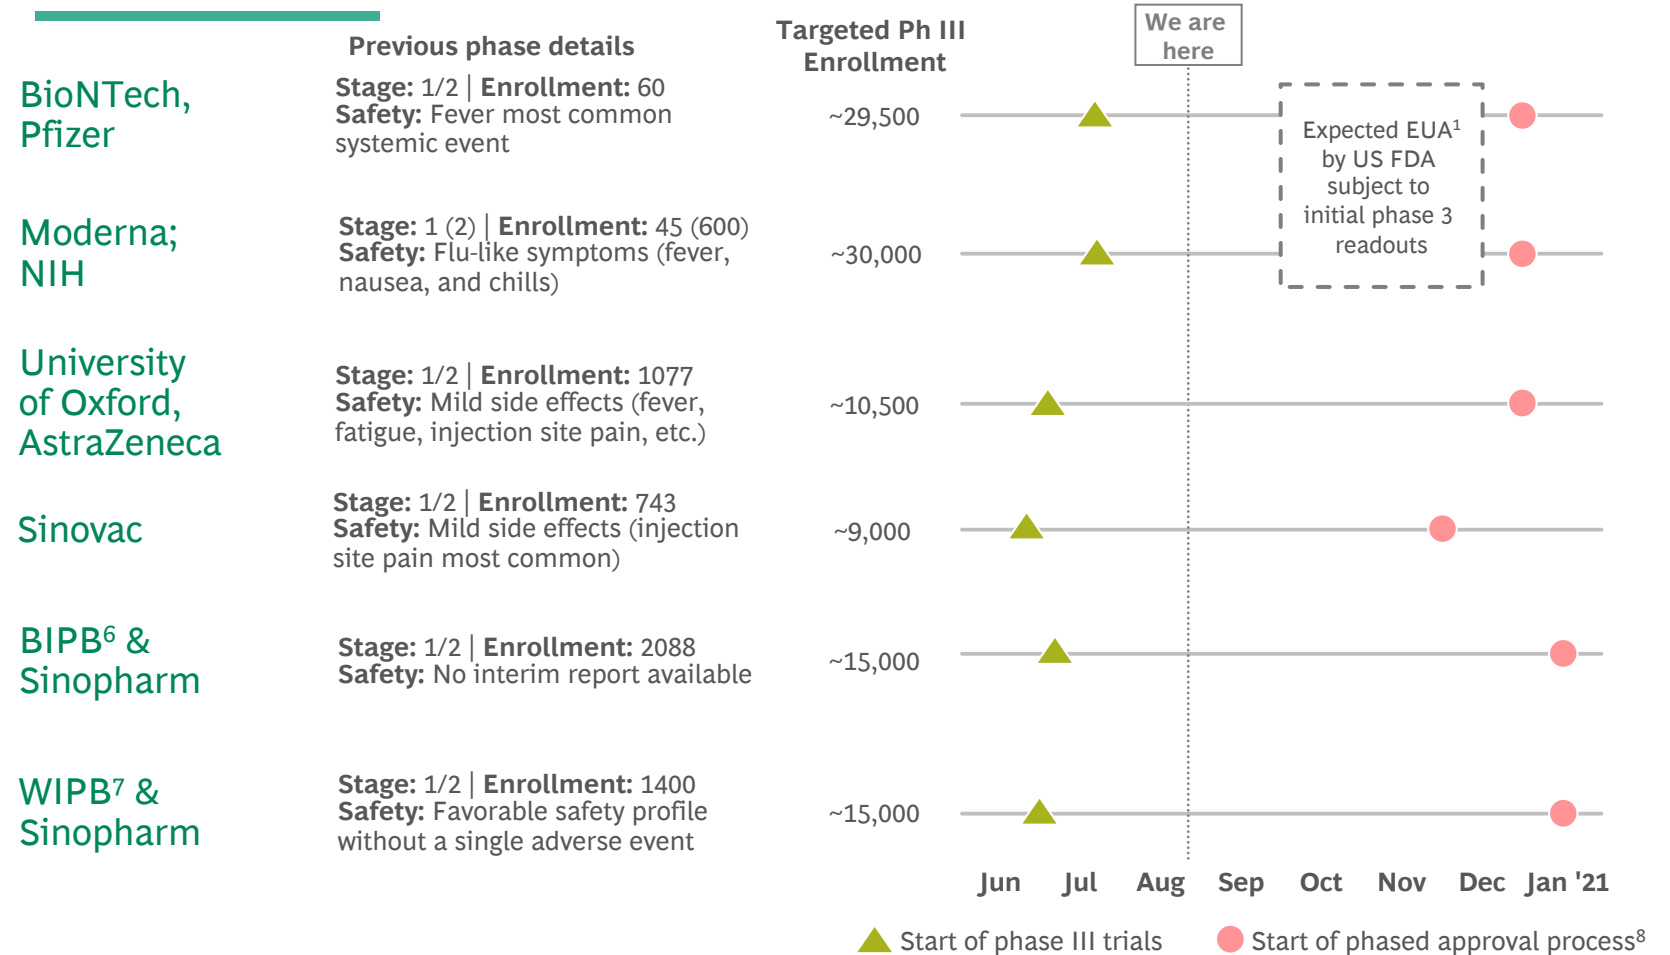 Previous phase details
Targeted Ph III
Enrollment
We are
here
BioNTech,
Pfizer
Stage: 1/2 | Enrollment: 60
Safety: Fever most common
systemic event
~29,500
Expected EUA¹
by US FDA
subject to
initial phase 3
readouts
Moderna;
NIH
Stage: 1 (2) | Enrollment: 45 (600)
Safety: Flu-like symptoms (fever,
nausea, and chills)
~30,000
University
of Oxford,
AstraZeneca
Stage: 1/2 | Enrollment: 1077
Safety: Mild side effects (fever,
fatigue, injection site pain, etc.)
~10,500
Sinovac
Stage: 1/2 | Enrollment: 743
Safety: Mild side effects (injection
site pain most common)
~9,000
BIPB⁶ &
Sinopharm
Stage: 1/2 | Enrollment: 2088
Safety: No interim report available
~15,000
WIPB⁷ &
Sinopharm
Stage: 1/2 | Enrollment: 1400
Safety: Favorable safety profile
without a single adverse event
~15,000
Jun Jul Aug Sep Oct Nov Dec Jan '21
Start of phase III trials
Start of phased approval process⁸